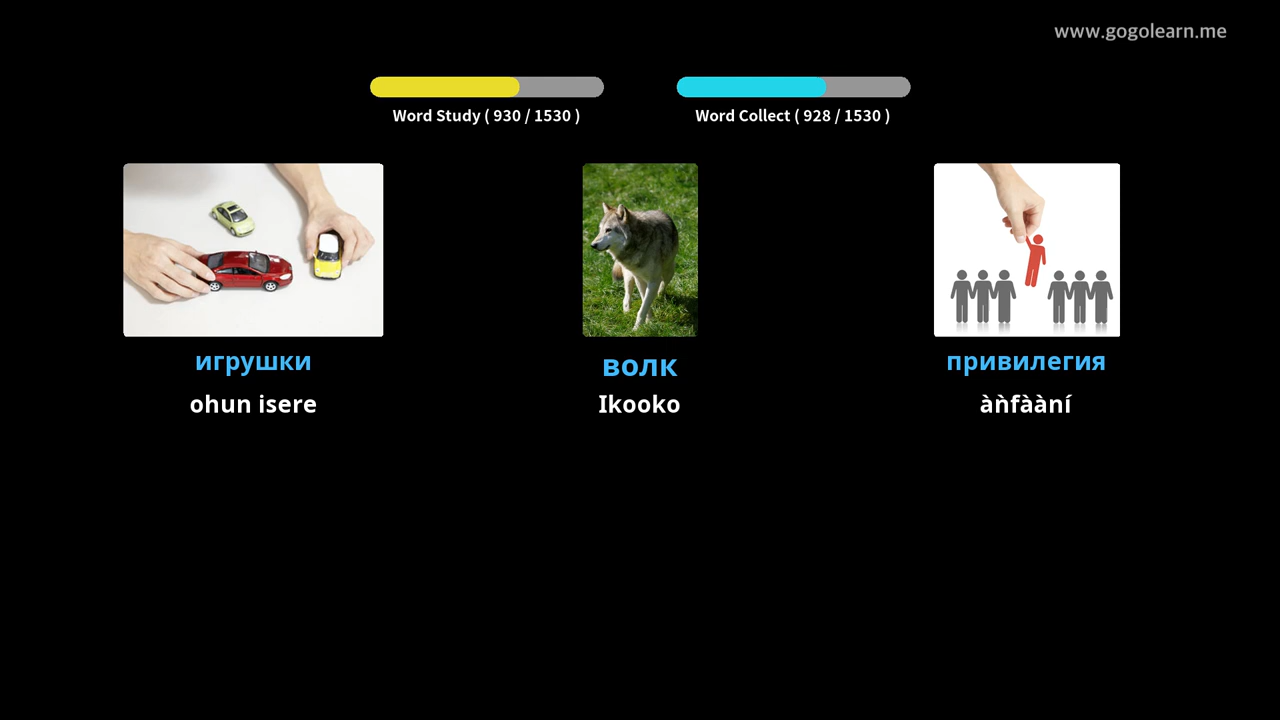 www.gogolearn.me
Word Study ( 930 / 1530 )
Word Collect ( 928 / 1530 )
игрушки
волк
привилегия
ohun isere
Ikooko
àǹfààní